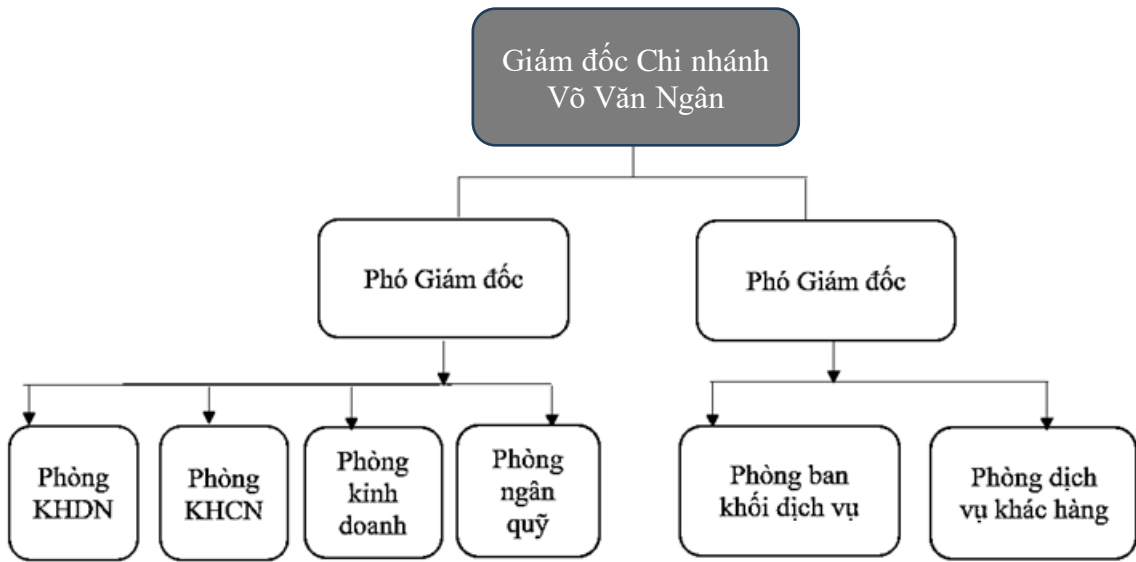 Giám đốc Chi nhánh
Võ Văn Ngân
Phó Giám đốc
Phó Giám đốc
Phòng
KHDN
Phòng
KHCN
Phòng
kinh
doanh
Phòng
ngân
quỹ
Phòng ban
khối dịch vụ
Phòng dịch
vụ khác hàng